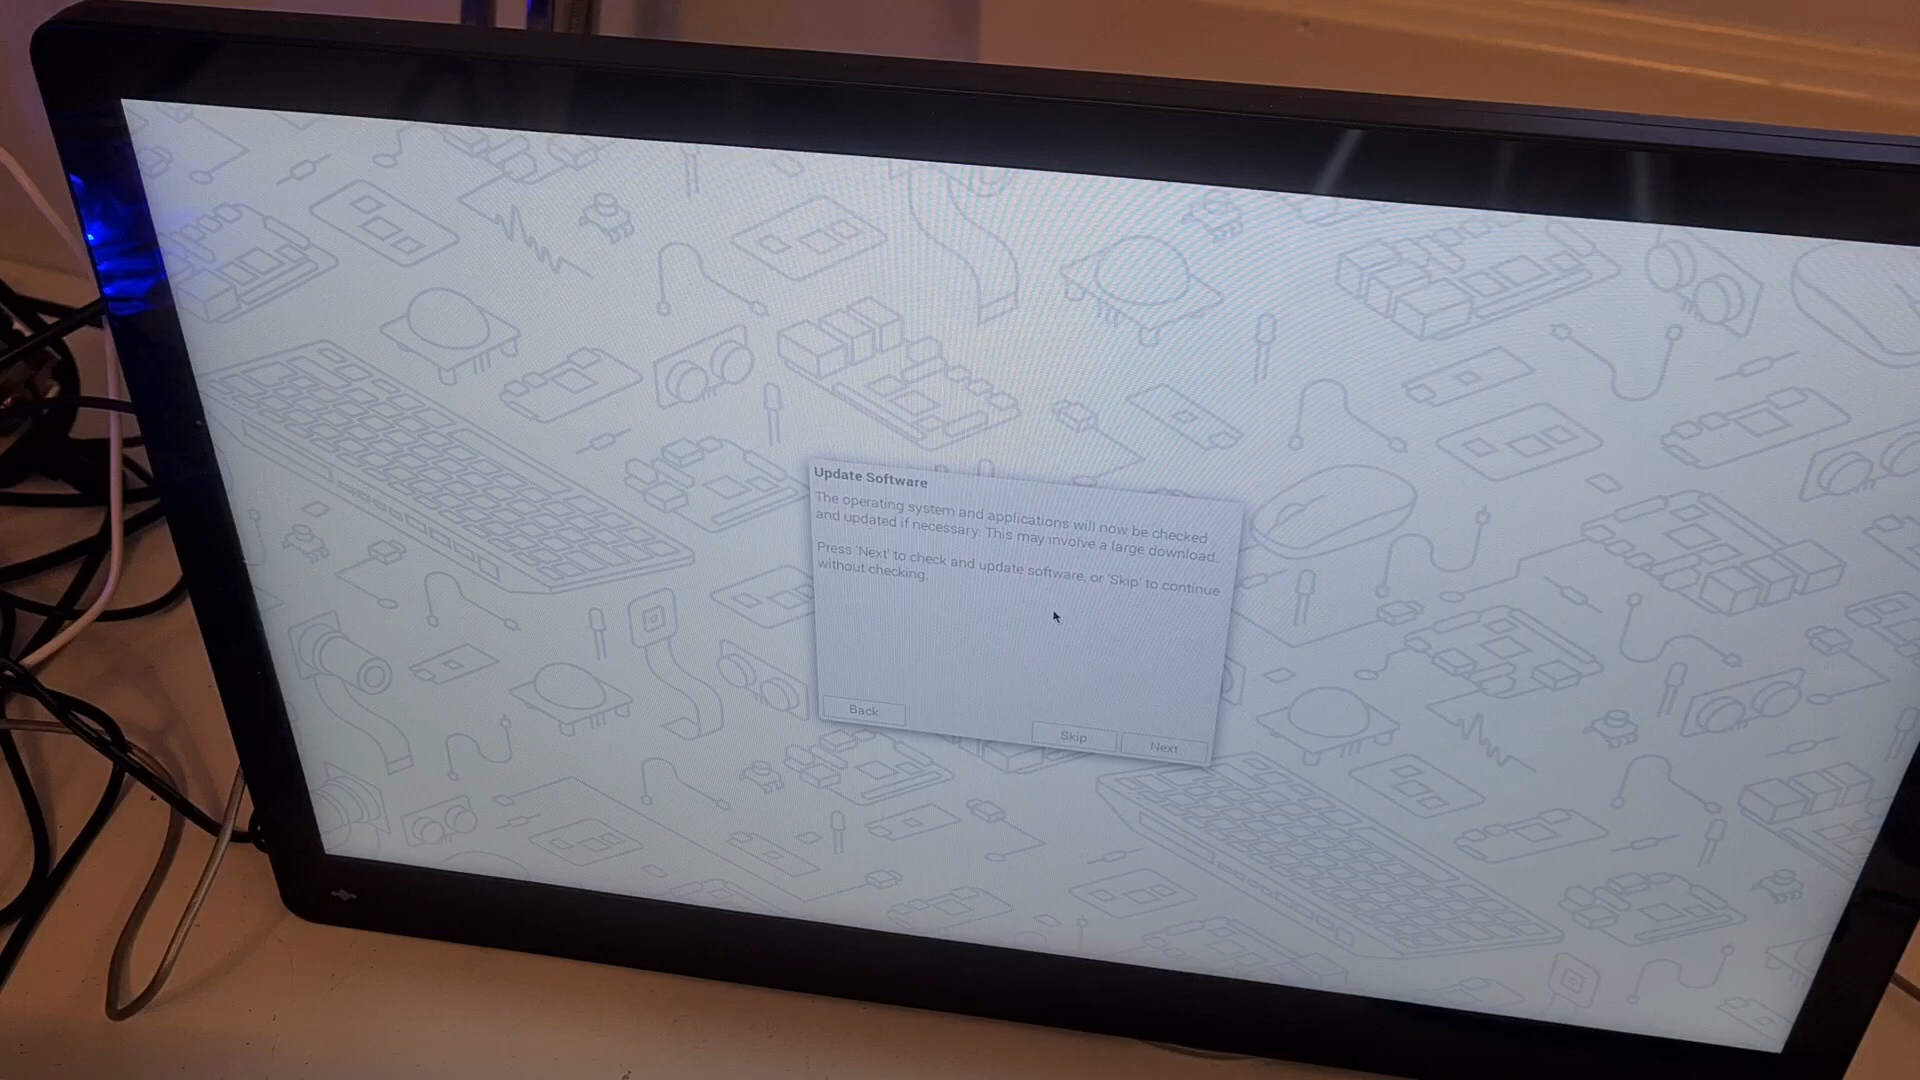 Update Software
The operating system and applications will now be checked
and updated if necessary. This may involve a large download.
Press 'Next' to check and update software, or 'Skip' to continue
without checking.
Back
Skip
Next